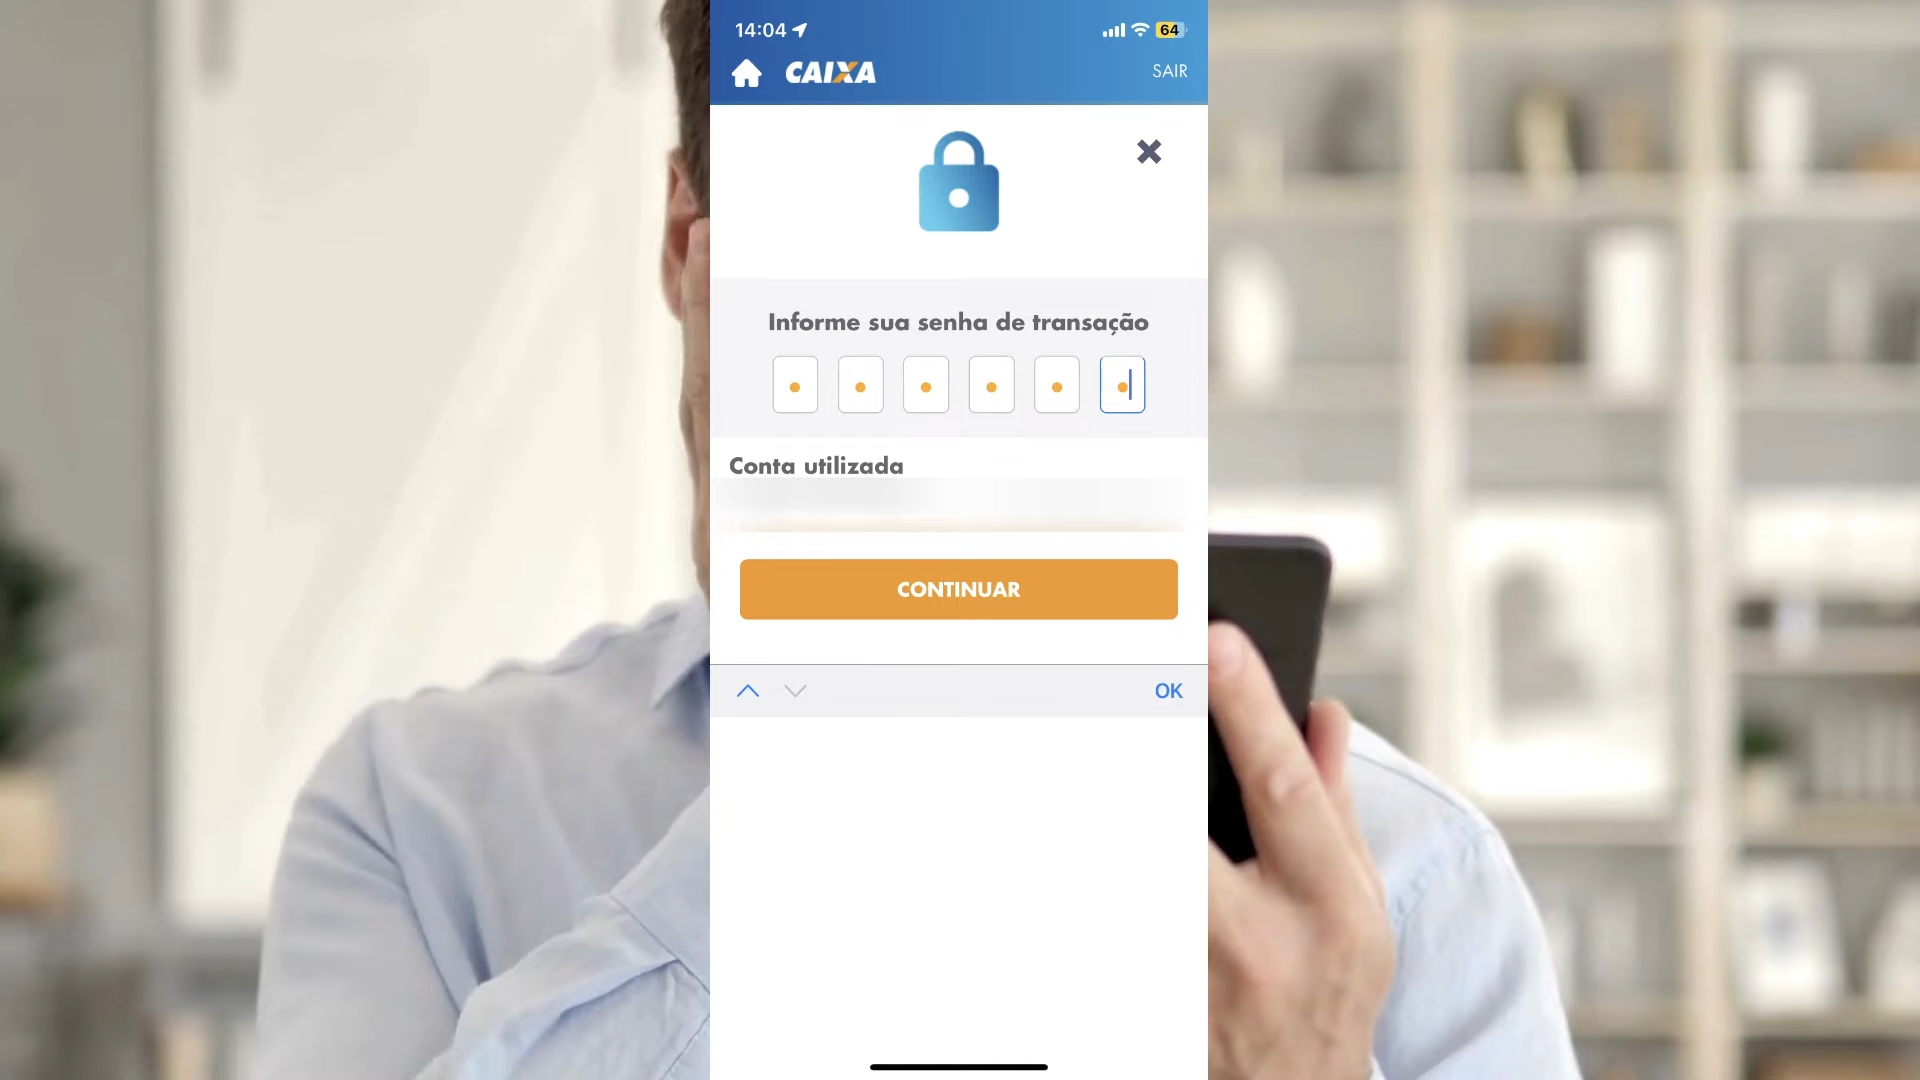 14:04
64
CAIXA
SAIR
Informe sua senha de transação
Conta utilizada
CONTINUAR
OK